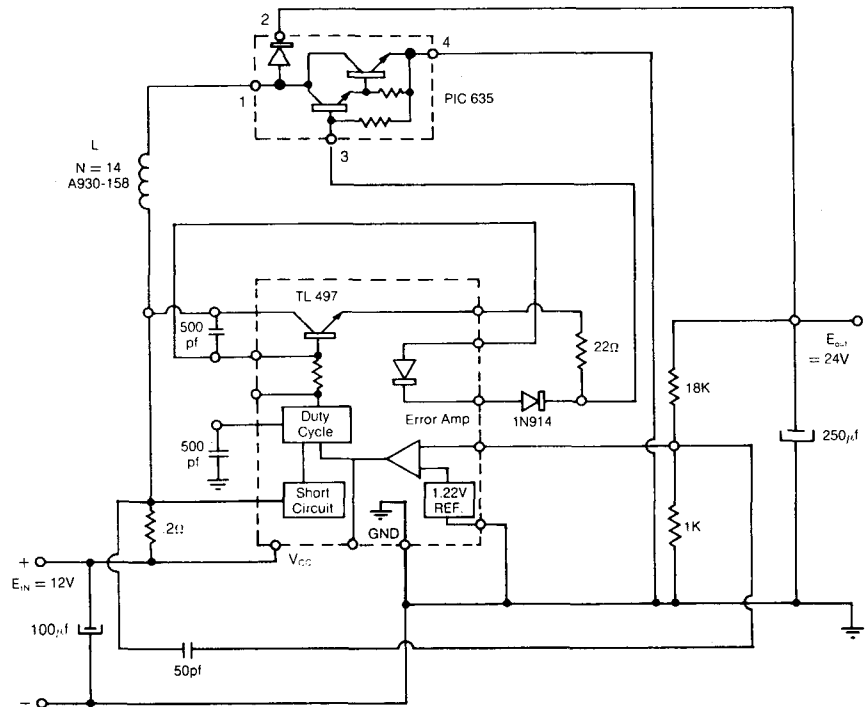 2
4
1
PIC 635
3
L
N = 14
A930-158
TL 497
500
pf
22Ω
E out
= 24V
18K
Error Amp
1N914
Duty
Cycle
250μf
500
pf
Short
Circuit
1.22V
REF.
1K
.2Ω
GND
VCC
+
EIN = 12V
100μf
50pf
−